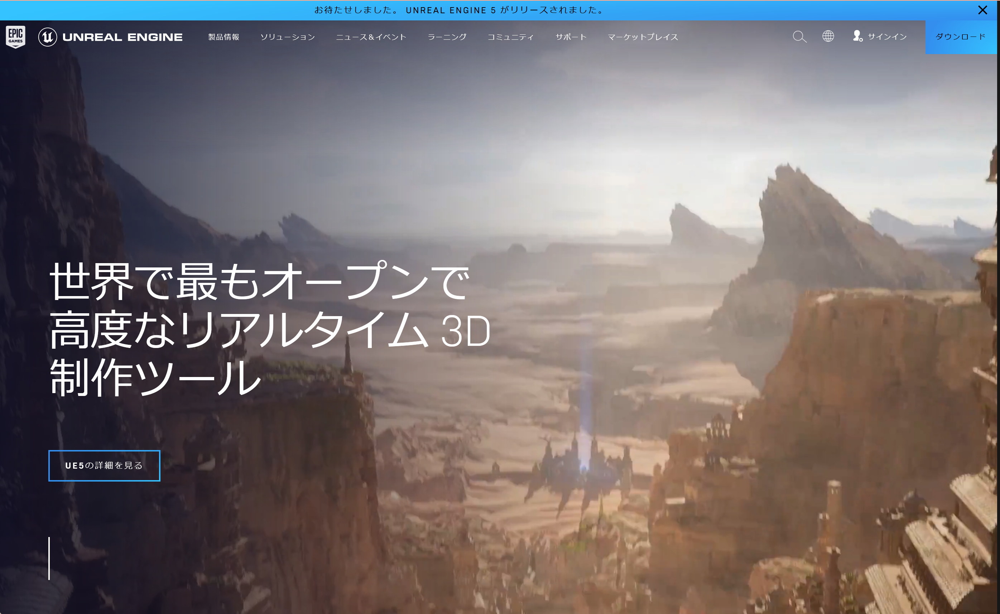 お待たせしました。 UNREAL ENGINE 5 がリリースされました。
EPIC
GAMES
UNREAL ENGINE
製品情報
ソリューション
ニュース＆イベント
ラーニング
コミュニティ
サポート
マーケットプレイス
サインイン
ダウンロード
世界で最もオープンで
高度なリアルタイム 3D
制作ツール
UE5の詳細を見る